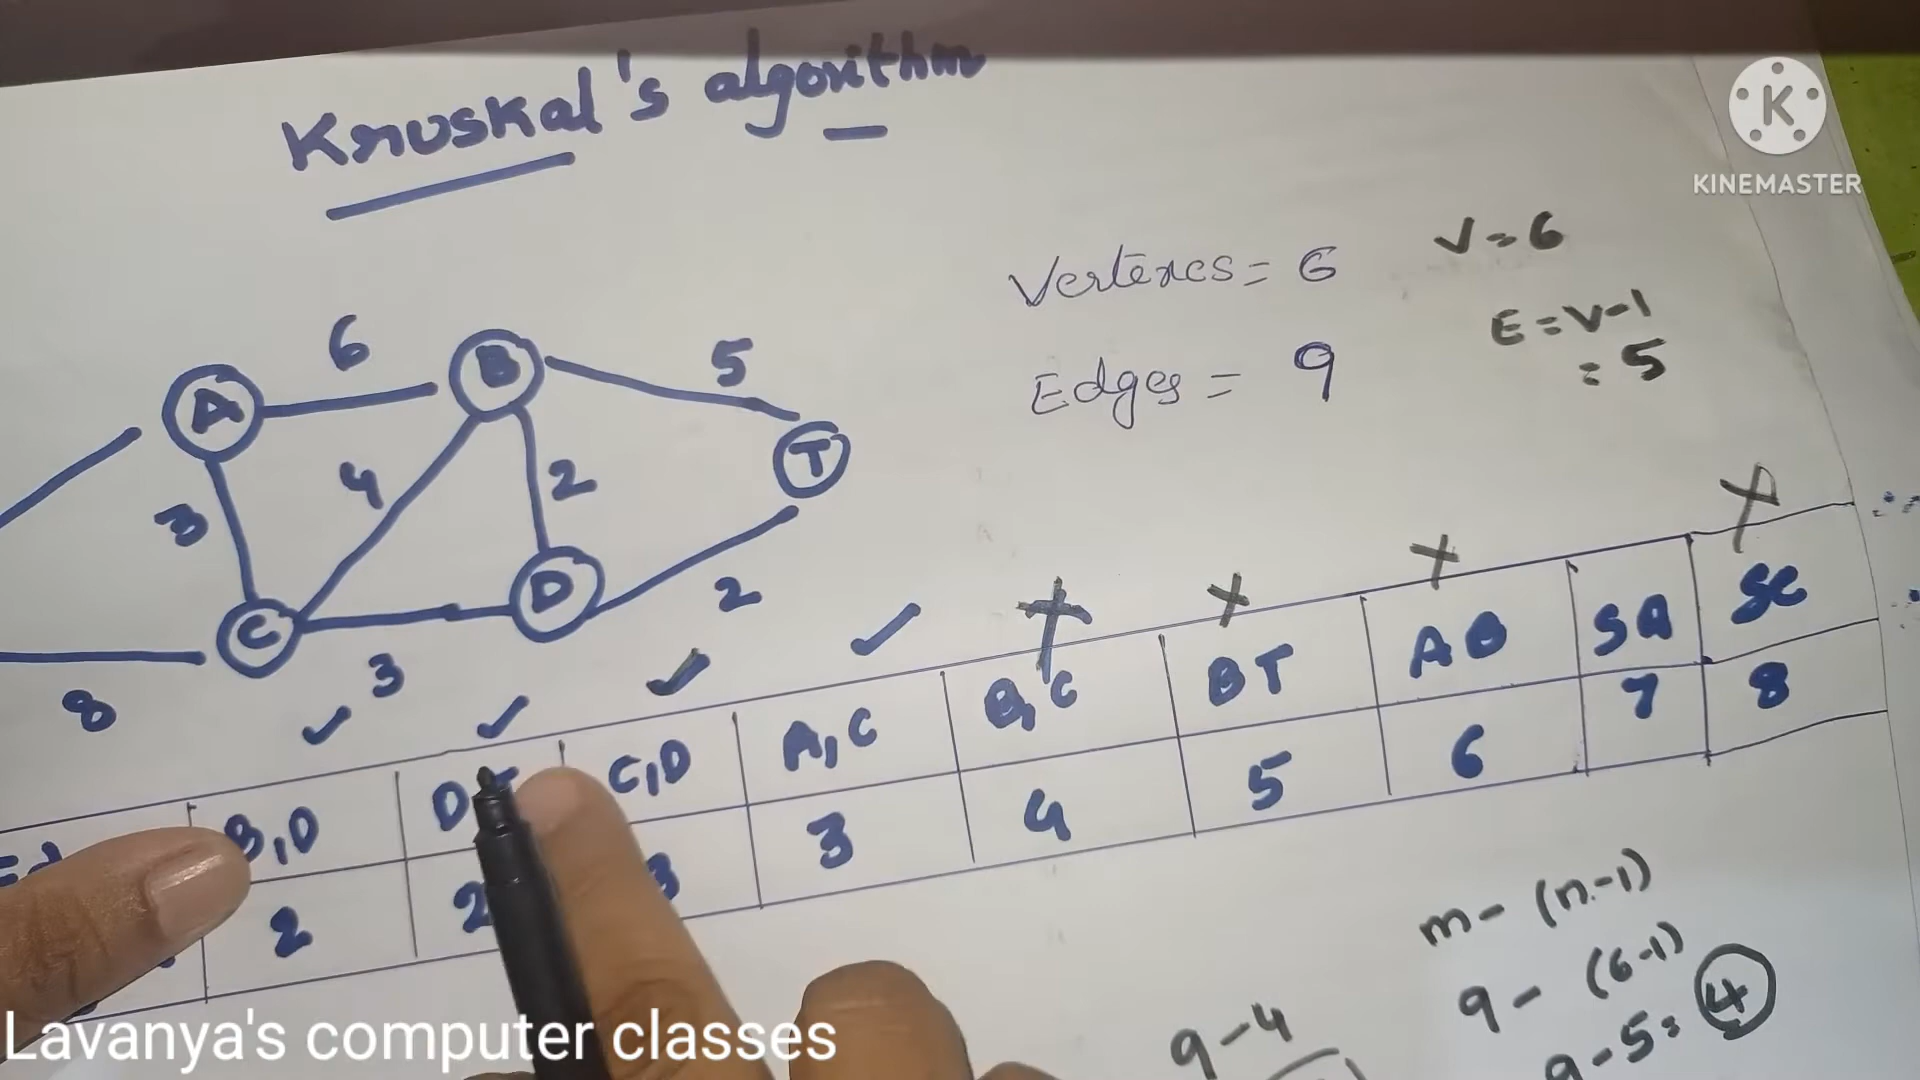 Kruskal's algorithm
KINEMASTER
Vertexes = 6
V=6
Edges = 9
E=V-1
= 5
A
6
B
5
T
3
4
2
C
3
D
2
8
B,D
C,D
A,C
B,C
BT
AB
SA
SC
2
2
3
3
4
5
6
7
8
m-(n-1)
9-(6-1)
9-5=4
9-4
Lavanya's computer classes